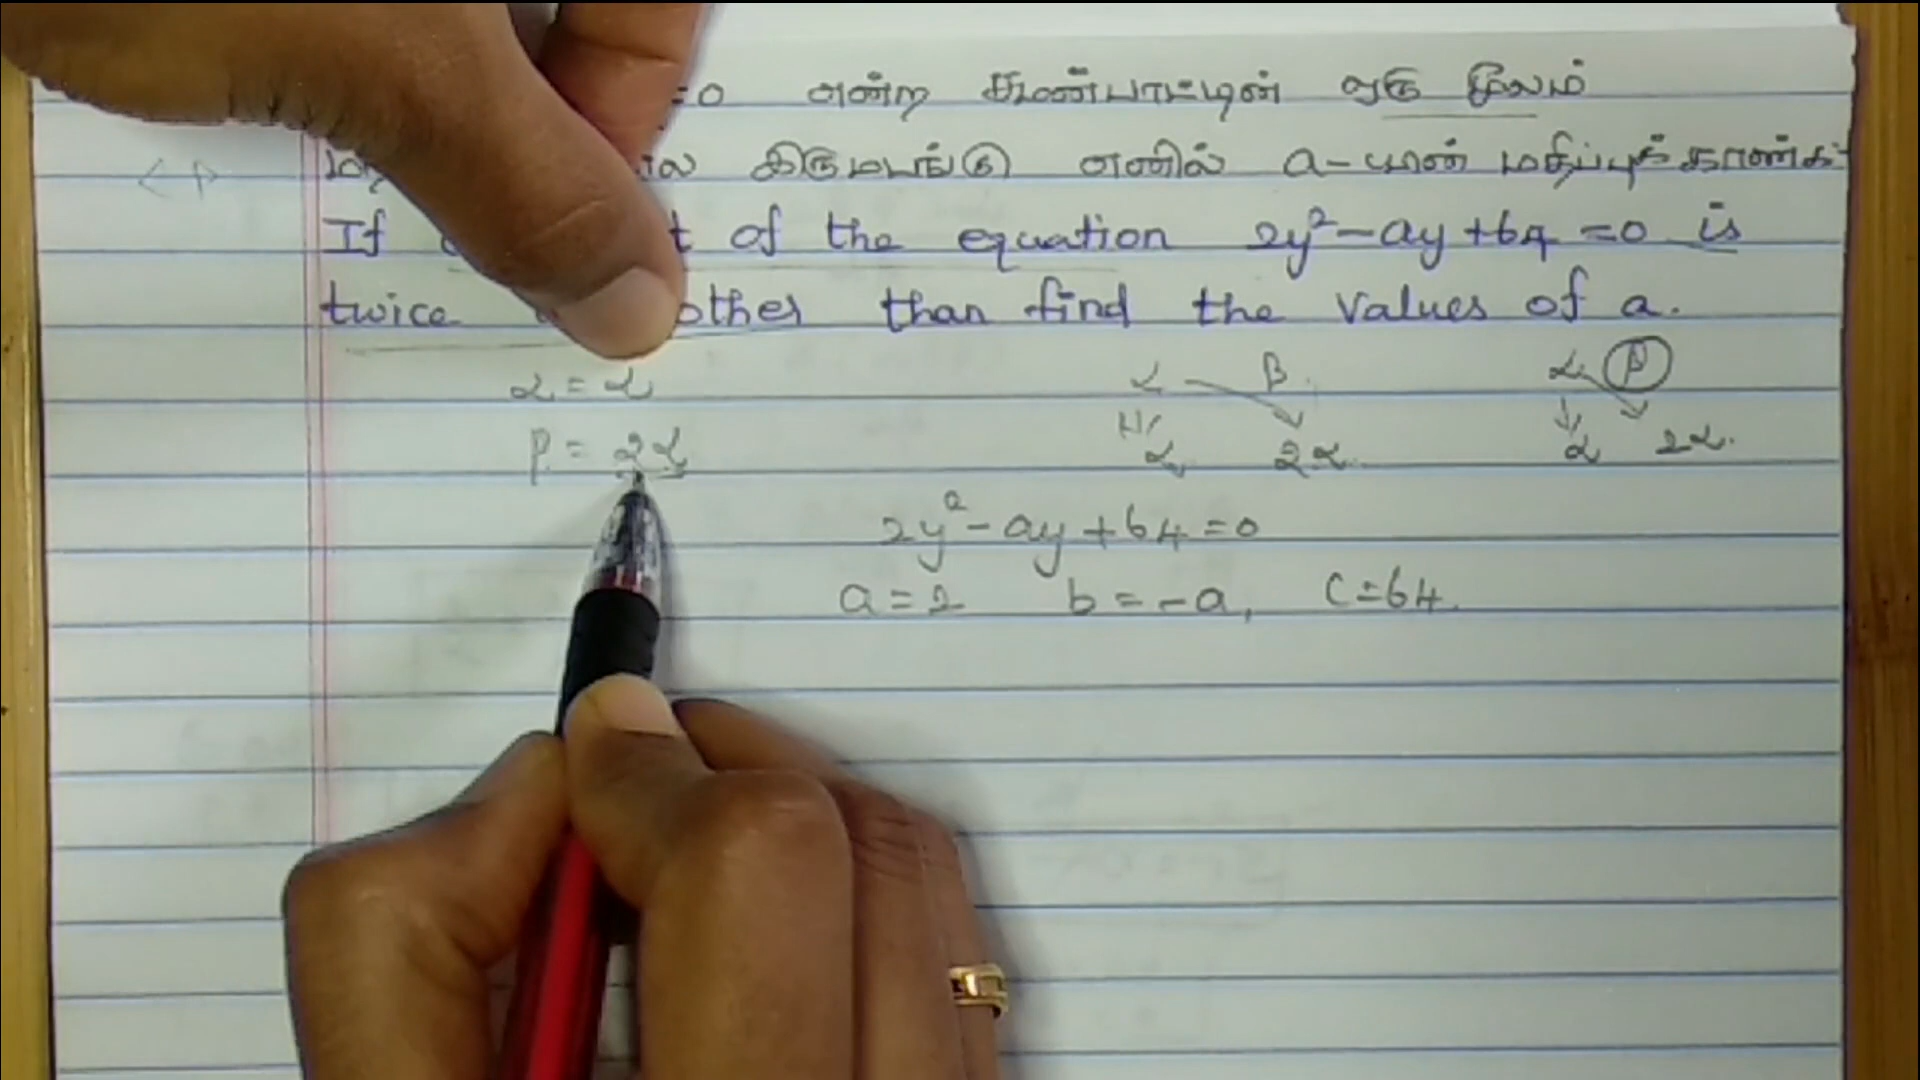 =0 என்ற சமன்பாட்டின் ஒரு மூலம்
இருமடங்கு எனில் a-யின் மதிப்புக் காண்க
If of the equation 2y²-ay+64=0 is
twice other than find the values of a.
α = α
β = 2α
α β
α 2α
α β
α 2α.
2y²-ay+64=0
a=2 b=-a, c=64.